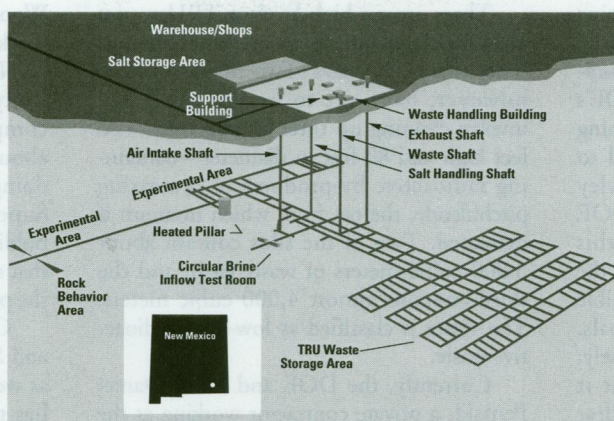 Warehouse/Shops
Salt Storage Area
Support
Building
Waste Handling Building
Exhaust Shaft
Air Intake Shaft
Waste Shaft
Salt Handling Shaft
Experimental Area
Experimental
Area
Heated Pillar
Circular Brine
Inflow Test Room
Rock
Behavior
Area
New Mexico
TRU Waste
Storage Area